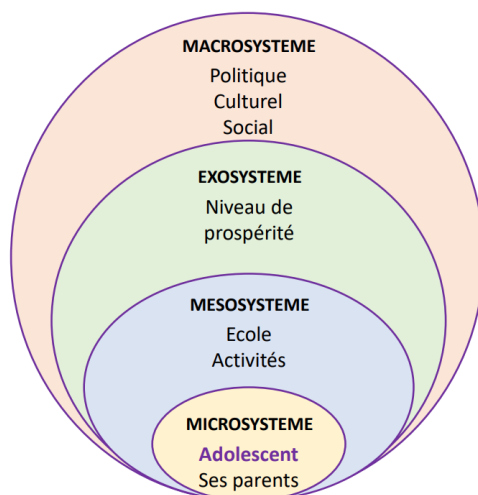 MACROSYSTEME
Politique
Culturel
Social
EXOSYSTEME
Niveau de
prospérité
MESOSYSTEME
Ecole
Activités
MICROSYSTEME
Adolescent
Ses parents